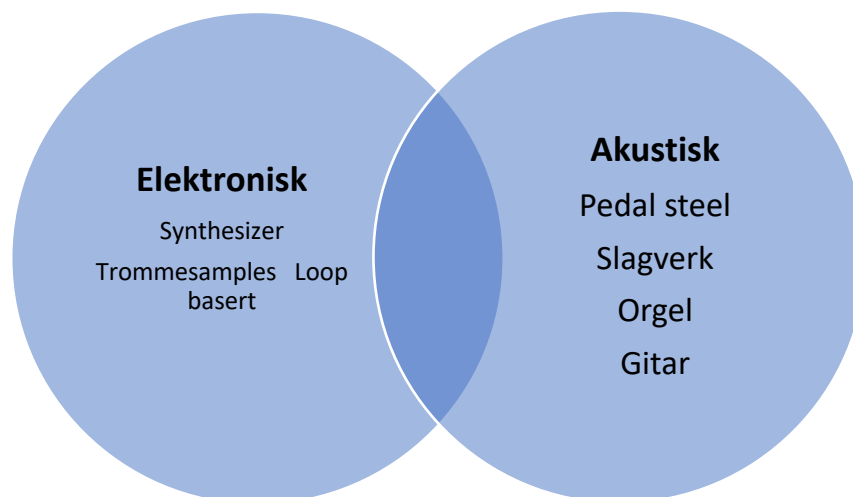 Elektronisk
Synthesizer
Trommesamples Loop
basert
Akustisk
Pedal steel
Slagverk
Orgel
Gitar